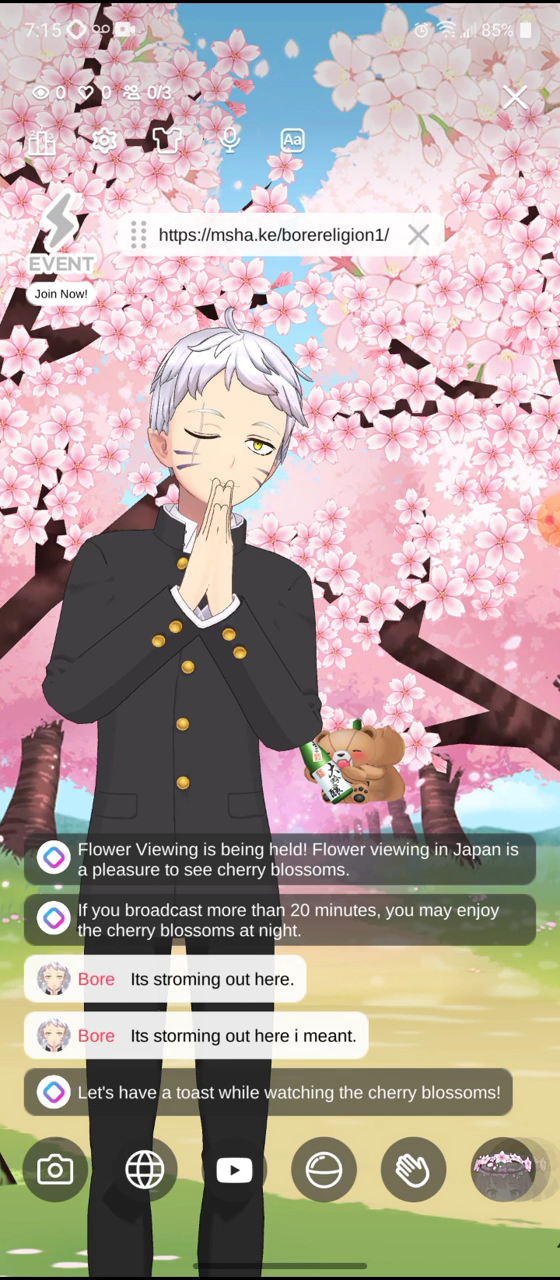 7:15
85%
0 0 0/3
Aa
https://msha.ke/borereligion1/
EVENT
Join Now!
大吟醸
Flower Viewing is being held! Flower viewing in Japan is
a pleasure to see cherry blossoms.
If you broadcast more than 20 minutes, you may enjoy
the cherry blossoms at night.
Bore Its stroming out here.
Bore Its storming out here i meant.
Let's have a toast while watching the cherry blossoms!